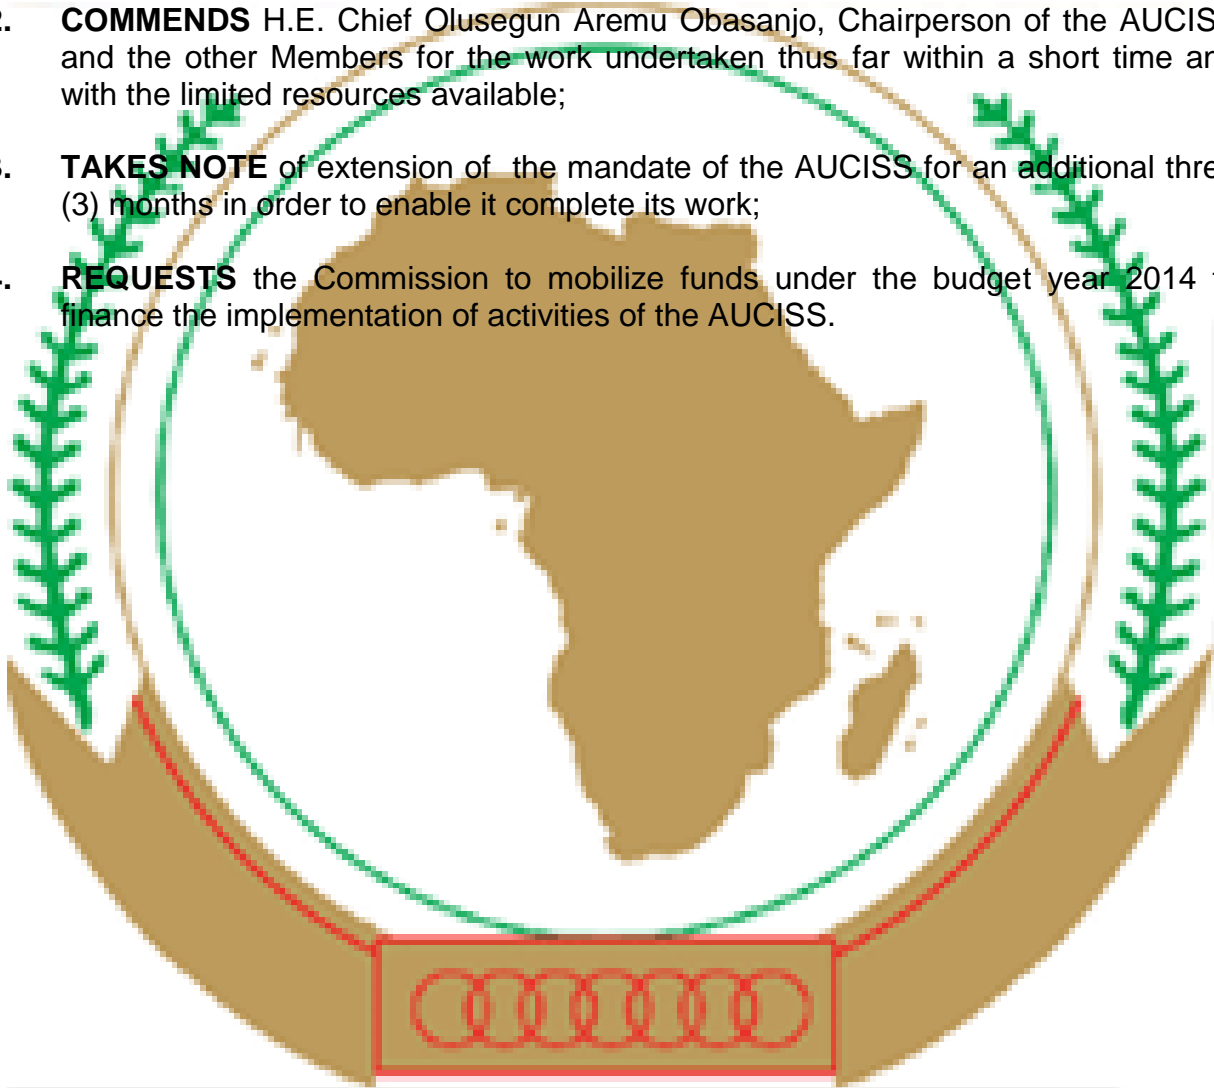 2. COMMENDS H.E. Chief Olusegun Aremu Obasanjo, Chairperson of the AUCIS
and the other Members for the work undertaken thus far within a short time an
with the limited resources available;
3. TAKES NOTE of extension of the mandate of the AUCISS for an additional thre
(3) months in order to enable it complete its work;
. REQUESTS the Commission to mobilize funds under the budget year 2014
finance the implementation of activities of the AUCISS.